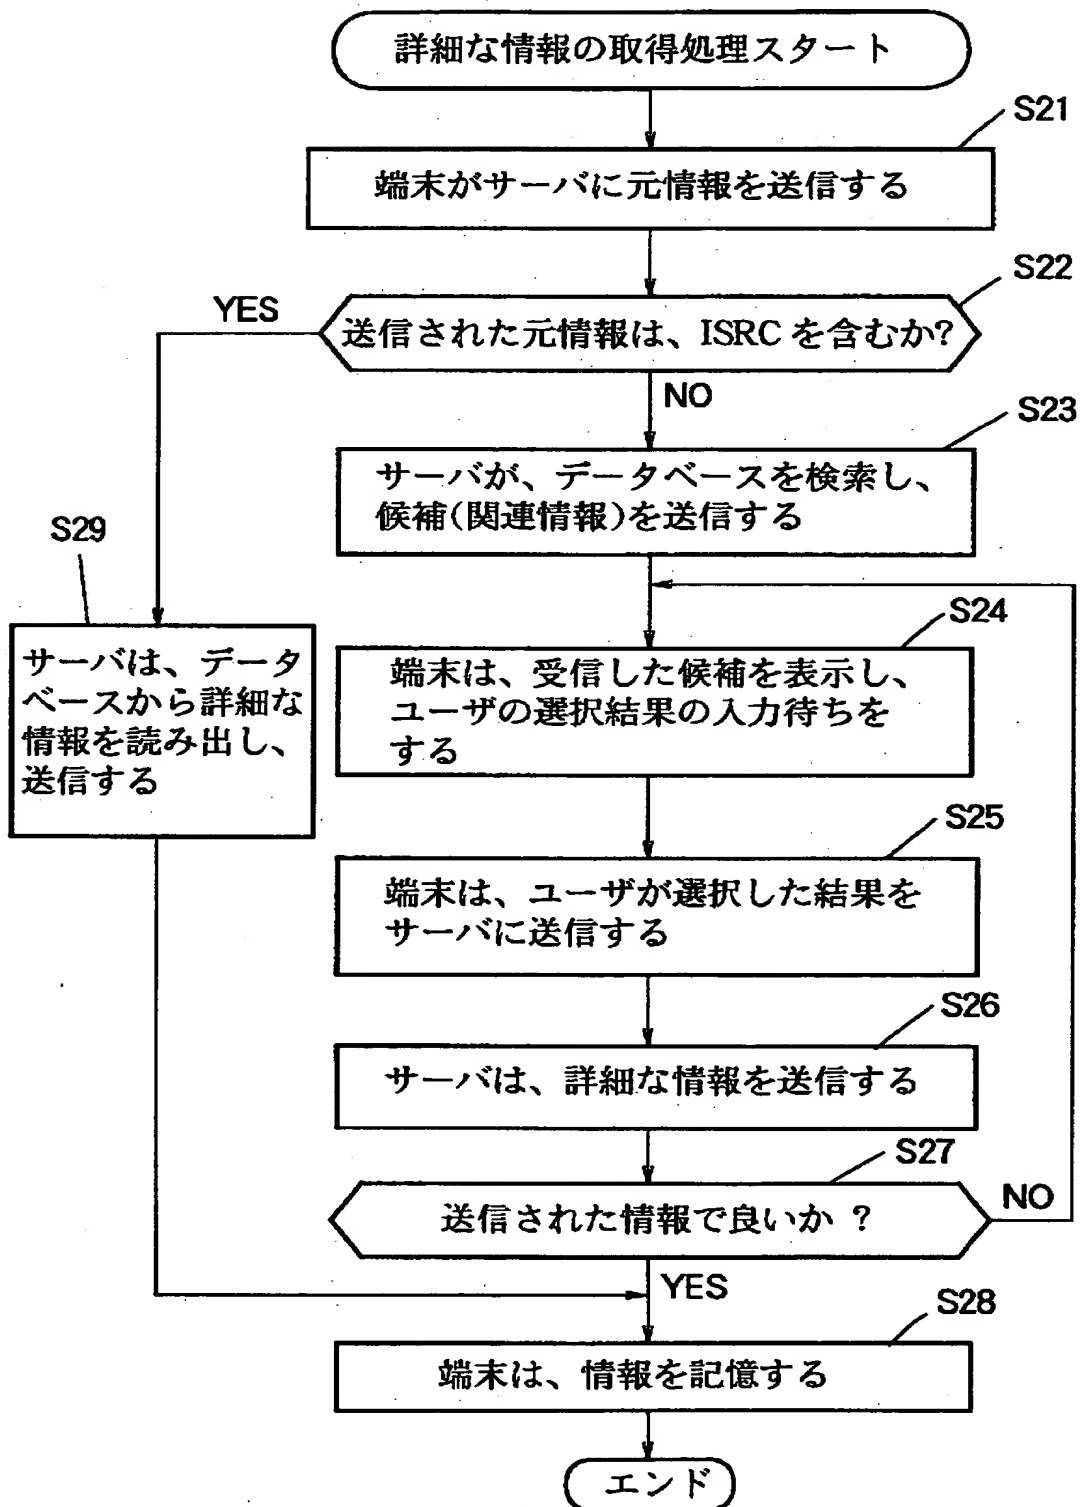 詳細な情報の取得処理スタート
S21
端末がサーバに元情報を送信する
S22
YES
送信された元情報は、ISRCを含むか?
NO
S23
サーバが、データベースを検索し、
候補(関連情報)を送信する
S29
サーバは、データ
ベースから詳細な
情報を読み出し、
送信する
S24
端末は、受信した候補を表示し、
ユーザの選択結果の入力待ちを
する
S25
端末は、ユーザが選択した結果を
サーバに送信する
S26
サーバは、詳細な情報を送信する
S27
送信された情報で良いか ?
NO
YES
S28
端末は、情報を記憶する
エンド